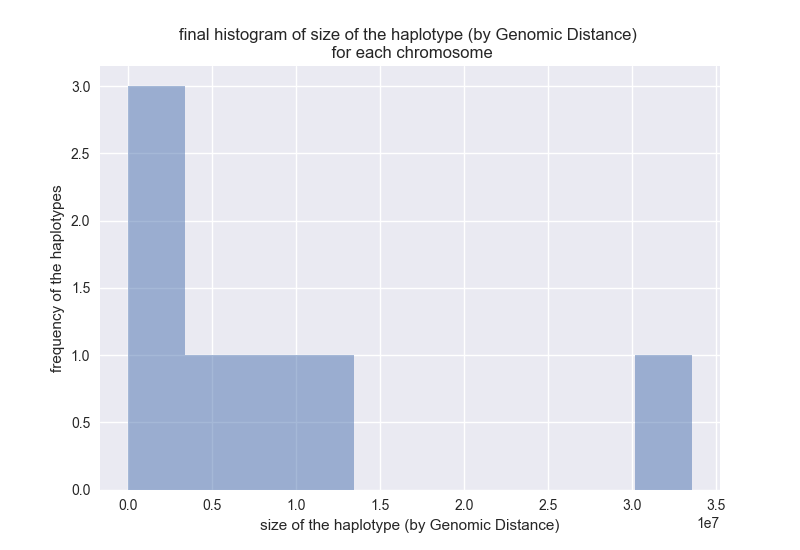 final histogram of size of the haplotype (by Genomic Distance)
for each chromosome
frequency of the haplotypes
3.0
2.5
2.0
1.5
1.0
0.5
0.0
0.0 0.5 1.0 1.5 2.0 2.5 3.0 3.5
1e7
size of the haplotype (by Genomic Distance)